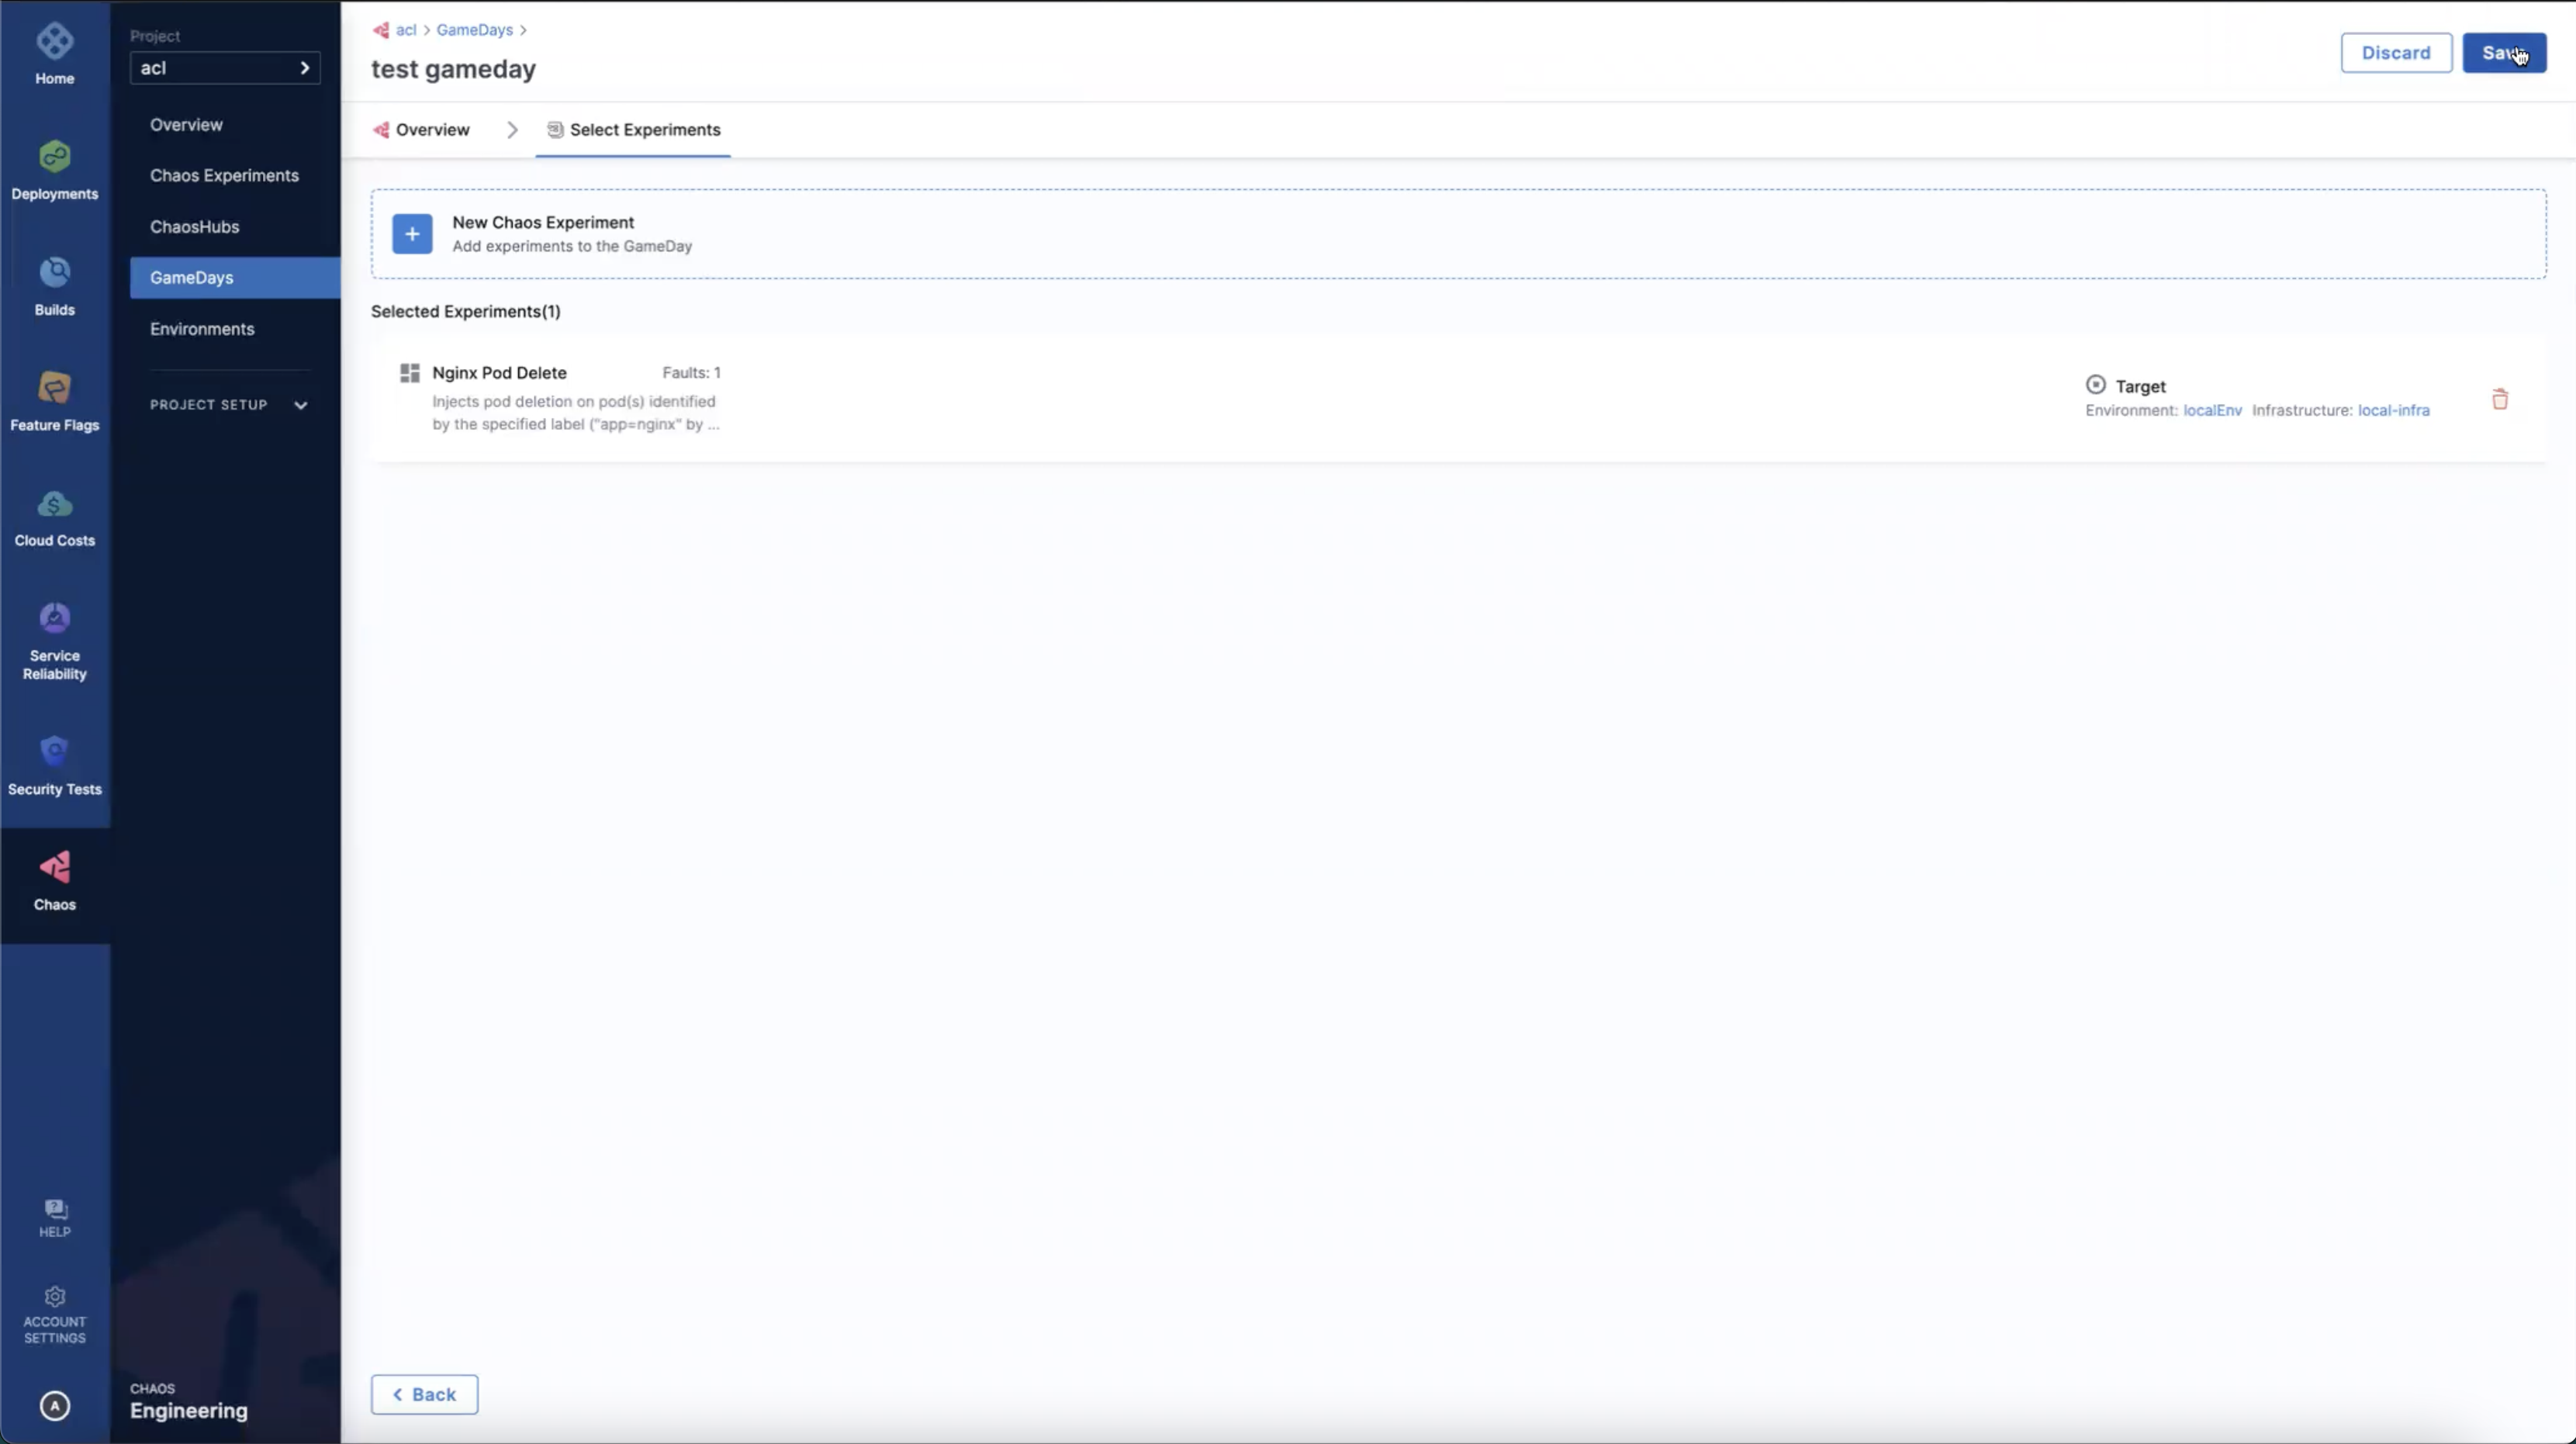 Home
Deployments
Builds
Feature Flags
Cloud Costs
Service
Reliability
Security Tests
Chaos
HELP
ACCOUNT
SETTINGS
A
Project
acl
Overview
Chaos Experiments
ChaosHubs
GameDays
Environments
PROJECT SETUP
CHAOS
Engineering
acl > GameDays >
test gameday
Discard
Overview
Select Experiments
New Chaos Experiment
Add experiments to the GameDay
Selected Experiments(1)
Nginx Pod Delete Faults: 1
Injects pod deletion on pod(s) identified
by the specified label ("app=nginx" by ...
Target
Environment: localEnv Infrastructure: local-infra
Back